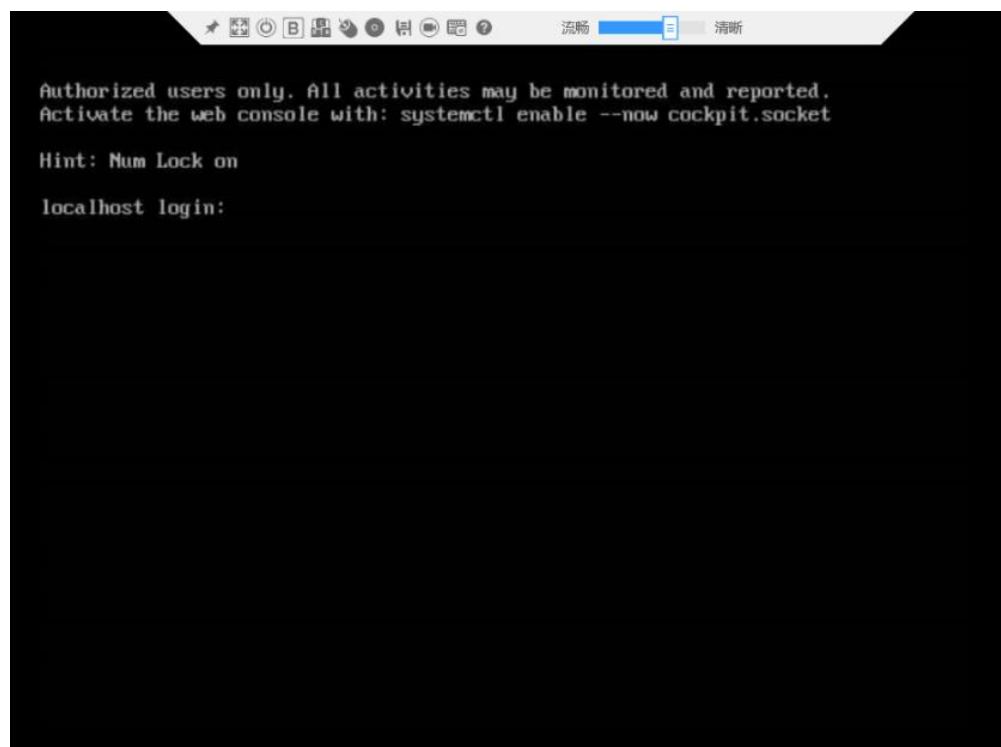 流畅 清晰
Authorized users only. All activities may be monitored and reported.
Activate the web console with: systemctl enable --now cockpit.socket
Hint: Num Lock on
localhost login: